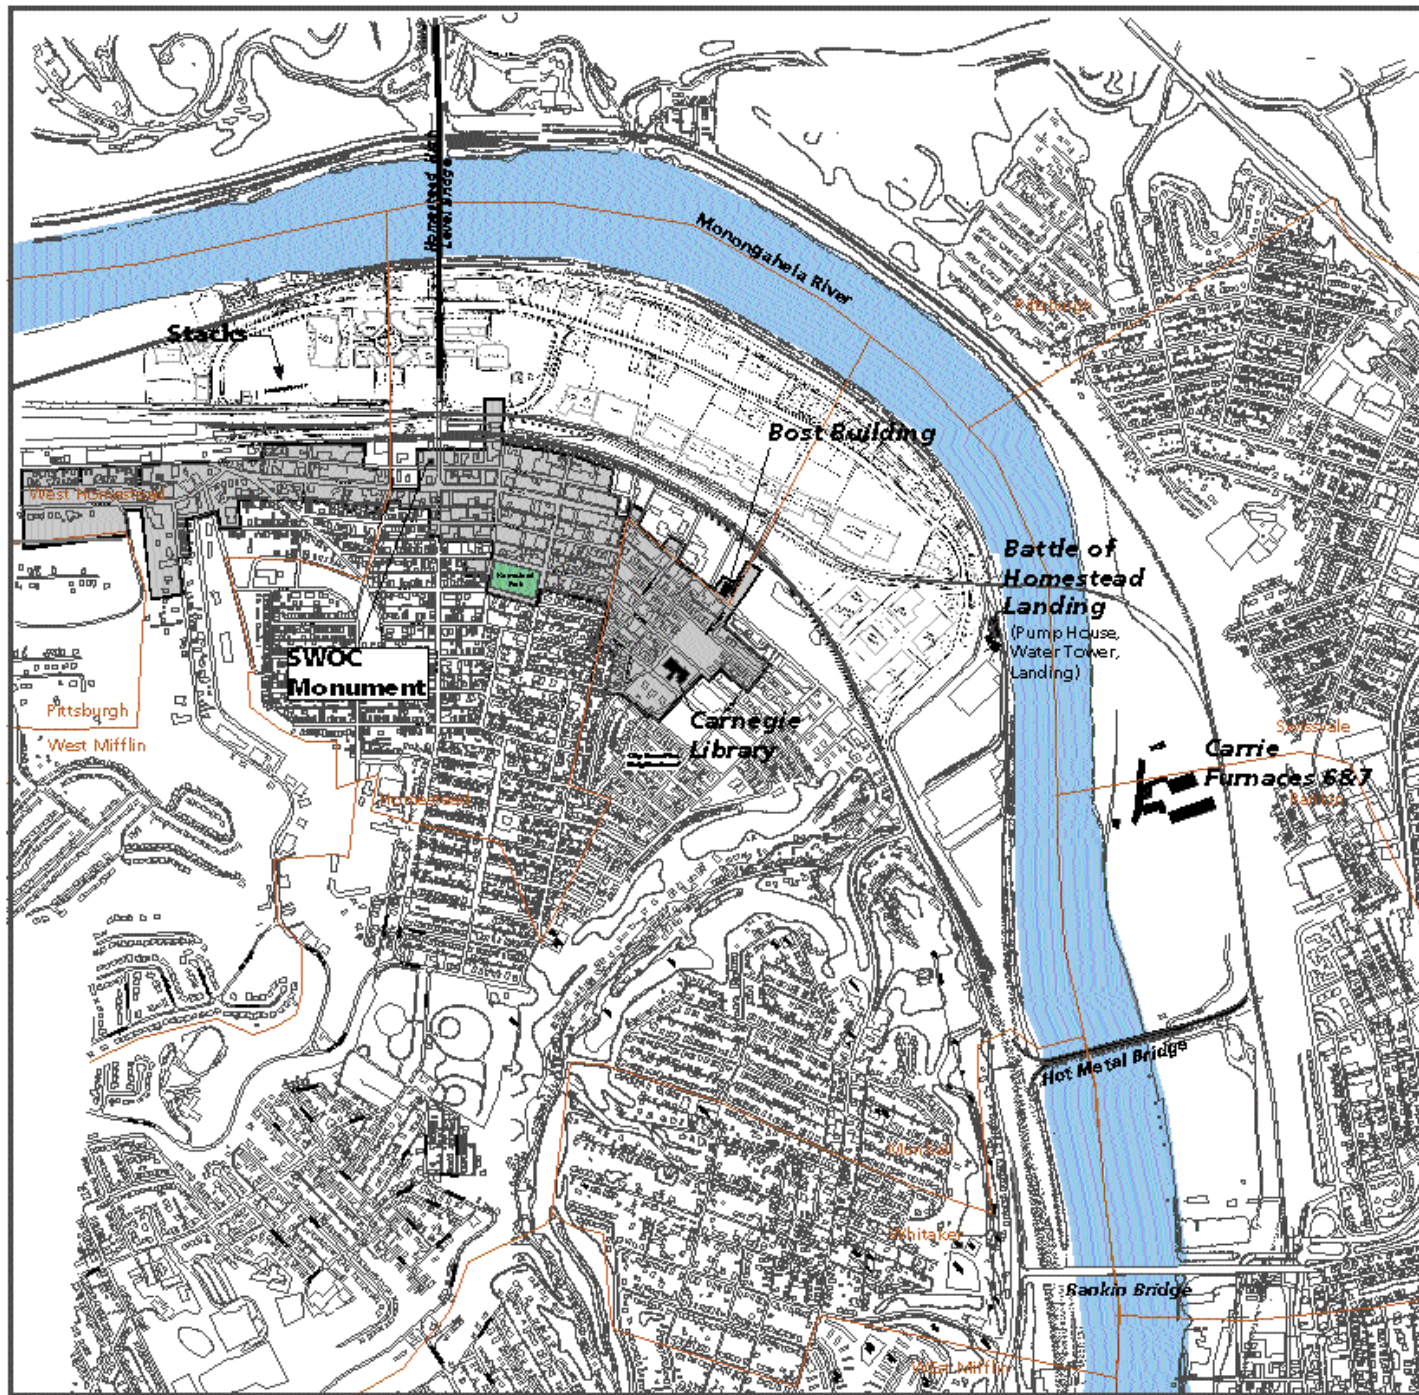 Homestead High
Level Bridge
Monongahela River
Pittsburgh
Stacks
Bost Building
West Homestead
Battle of
Homestead
Landing
(Pump House,
Water Tower,
Landing)
Homestead
Park
SWOC
Monument
Pittsburgh
West Mifflin
Carnegie
Library
Swissvale
Carrie
Furnaces 6&7
Rankin
Homestead
Hot Metal Bridge
Munhall
Whitaker
Rankin Bridge
West Mifflin